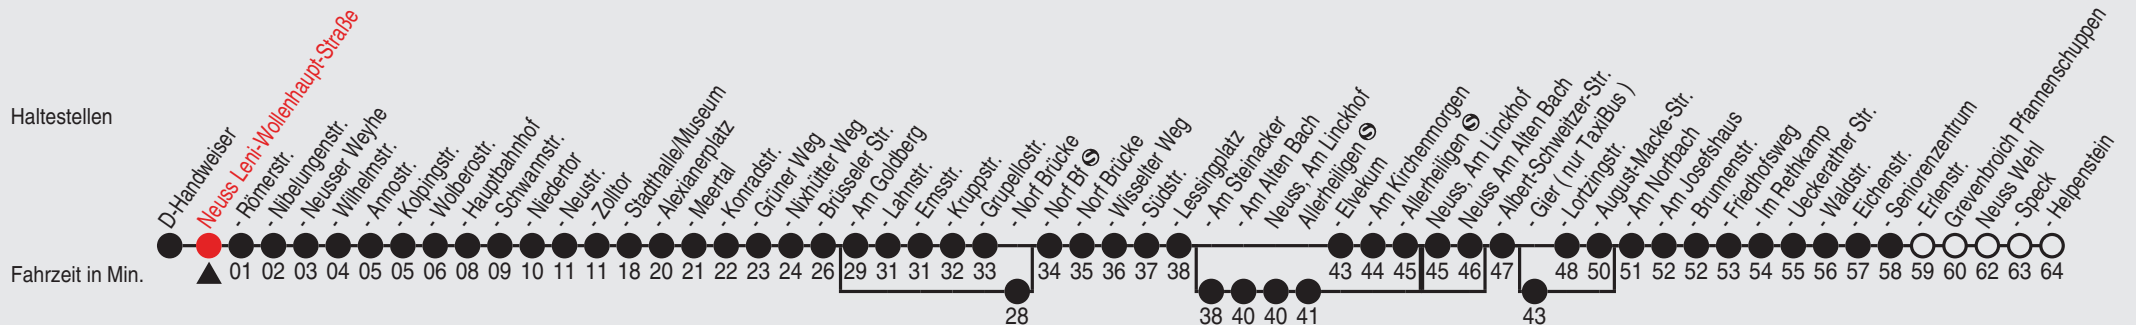 Haltestellen
D-Handweiser
Neuss Leni-Wollenhaupt-Straße
- Römerstr.
- Nibelungenstr.
- Neusser Weyhe
- Wilhelmstr.
- Annostr.
- Kolpingstr.
- Wolberostr.
- Hauptbahnhof
- Schwannstr.
- Niedertor
- Neustr.
- Zolltor
- Stadthalle/Museum
- Alexianerplatz
- Meertal
- Konradstr.
- Grüner Weg
- Nixhütter Weg
- Brüsseler Str.
- Am Goldberg
- Lahnstr.
- Emsstr.
- Kruppstr.
- Grupellostr.
- Norf Brücke
- Norf Bf S
- Norf Brücke
- Wisselter Weg
- Südstr.
- Lessingplatz
- Am Steinacker
- Am Alten Bach
Neuss, Am Linckhof
Allerheiligen S
- Elvekum
- Am Kirchenmorgen
- Allerheiligen S
Neuss, Am Linckhof
Neuss Am Alten Bach
- Albert-Schweitzer-Str.
- Gier ( nur TaxiBus )
- Lortzingstr.
- August-Macke-Str.
- Am Norfbach
- Am Josefshaus
- Brunnenstr.
- Friedhofsweg
- Im Rethkamp
- Ueckerather Str.
- Waldstr.
- Eichenstr.
- Seniorenzentrum
- Erlenstr.
Grevenbroich Pfannenschuppen
Neuss Wehl
- Speck
- Helpenstein
Fahrzeit in Min.
01 02 03 04 05 05 06 08 09 10 11 11 18 20 21 22 23 24 26 29 31 31 32 33 34 35 36 37 38 43 44 45 45 46 47 48 50 51 52 52 53 54 55 56 57 58 59 60 62 63 64
28 38 40 40 41 43